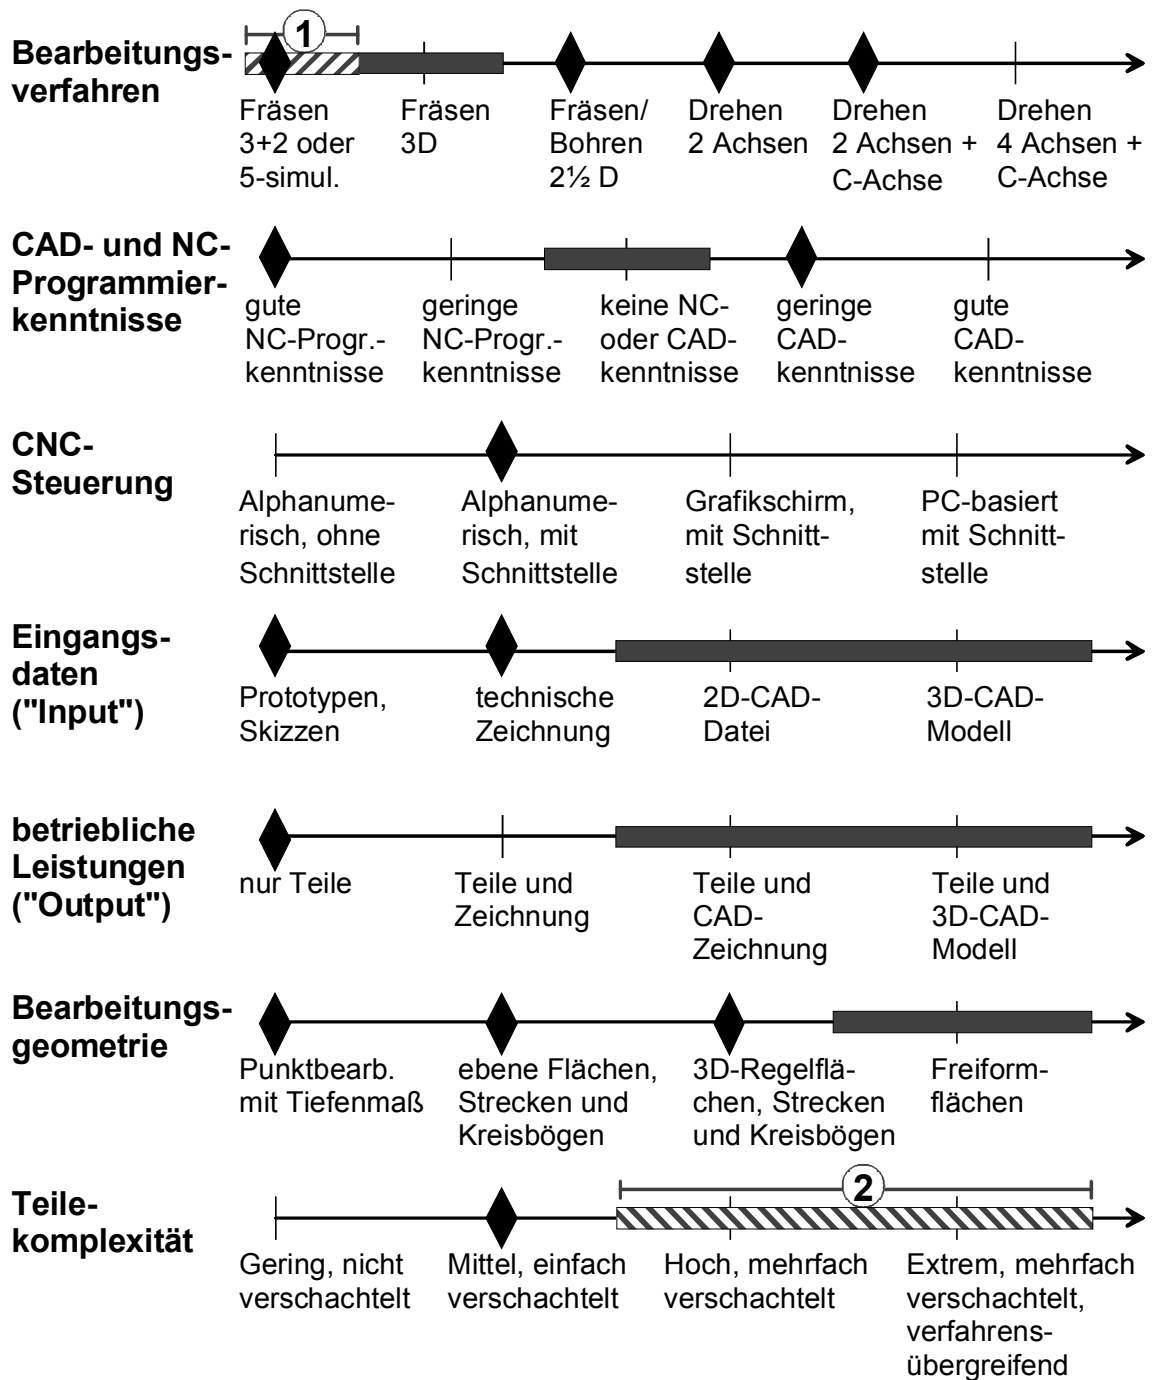 1
Bearbeitungs-
verfahren
Fräsen
3+2 oder
5-simul.
Fräsen
3D
Fräsen/
Bohren
2½ D
Drehen
2 Achsen
Drehen
2 Achsen +
C-Achse
Drehen
4 Achsen +
C-Achse
CAD- und NC-
Programmier-
kenntnisse
gute
NC-Progr.-
kenntnisse
geringe
NC-Progr.-
kenntnisse
keine NC-
oder CAD-
kenntnisse
geringe
CAD-
kenntnisse
gute
CAD-
kenntnisse
CNC-
Steuerung
Alphanume-
risch, ohne
Schnittstelle
Alphanume-
risch, mit
Schnittstelle
Grafikschirm,
mit Schnitt-
stelle
PC-basiert
mit Schnitt-
stelle
Eingangs-
daten
("Input")
Prototypen,
Skizzen
technische
Zeichnung
2D-CAD-
Datei
3D-CAD-
Modell
betriebliche
Leistungen
("Output")
nur Teile
Teile und
Zeichnung
Teile und
CAD-
Zeichnung
Teile und
3D-CAD-
Modell
Bearbeitungs-
geometrie
Punktbearb.
mit Tiefenmaß
ebene Flächen,
Strecken und
Kreisbögen
3D-Regelflä-
chen, Strecken
und Kreisbögen
Freiform-
flächen
Teile-
komplexität
2
Gering, nicht
verschachtelt
Mittel, einfach
verschachtelt
Hoch, mehrfach
verschachtelt
Extrem, mehrfach
verschachtelt,
verfahrens-
übergreifend